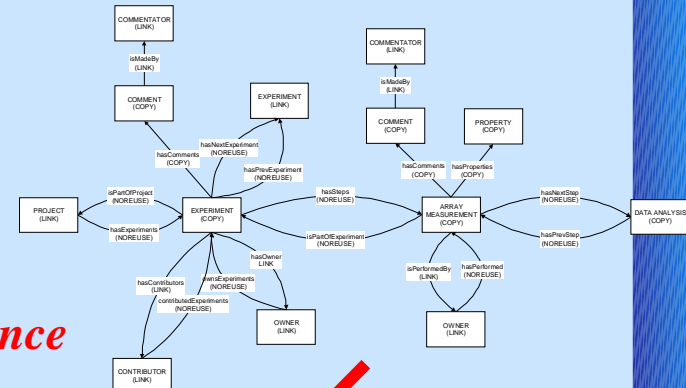 COMMENTATOR
(LINK)
COMMENTATOR
(LINK)
isMadeBy
(LINK)
isMadeBy
(LINK)
COMMENT
(COPY)
EXPERIMENT
(LINK)
COMMENT
(COPY)
PROPERTY
(COPY)
hasComments
(COPY)
hasNextExperiment
(NOREUSE)
hasPrevExperiment
(NOREUSE)
hasComments
(COPY)
hasProperties
(COPY)
isPartOfProject
(NOREUSE)
hasSteps
(NOREUSE)
hasNextStep
(NOREUSE)
PROJECT
(LINK)
EXPERIMENT
(COPY)
ARRAY
MEASUREMENT
(COPY)
DATA ANALYSIS
(COPY)
hasExperiments
(NOREUSE)
isPartOfExperiment
(NOREUSE)
hasPrevStep
(NOREUSE)
hasContributors
(LINK)
ownsExperiments
(NOREUSE)
hasOwner
LINK
isPerformedBy
(LINK)
hasPerformed
(NOREUSE)
contributedExperiments
(NOREUSE)
OWNER
(LINK)
OWNER
(LINK)
nce
CONTRIBUTOR
(LINK)